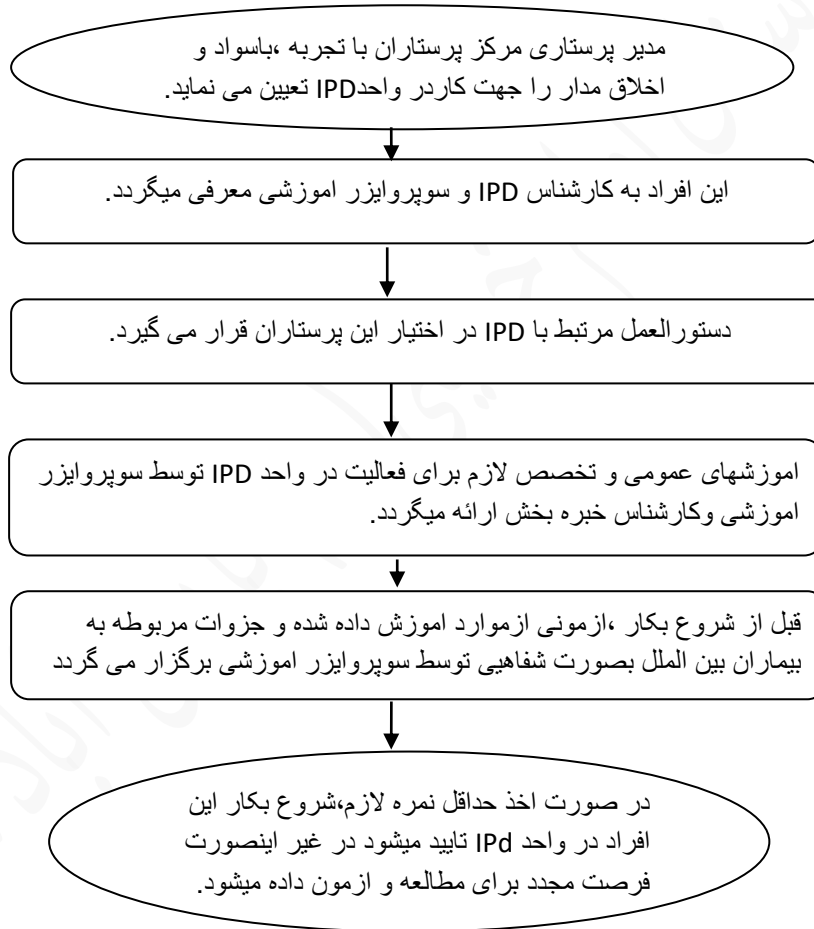 مدیر پرستاری مرکز پرستاران با تجربه ،باسواد و
اخلاق مدار را جهت کاردر واحدIPD تعیین می نماید.
این افراد به کارشناس IPD و سوپروایزر اموزشی معرفی میگردد.
دستورالعمل مرتبط با IPD در اختیار این پرستاران قرار می گیرد.
اموزشهای عمومی و تخصص لازم برای فعالیت در واحد IPD توسط سوپروایزر
اموزشی وکارشناس خبره بخش ارائه میگردد.
قبل از شروع بکار ،ازمونی ازموارد اموزش داده شده و جزوات مربوطه به
بیماران بین الملل بصورت شفاهیی توسط سوپروایزر اموزشی برگزار می گردد
در صورت اخذ حداقل نمره لازم،شروع بکار این
افراد در واحد IPd تایید میشود در غیر اینصورت
فرصت مجدد برای مطالعه و ازمون داده میشود.